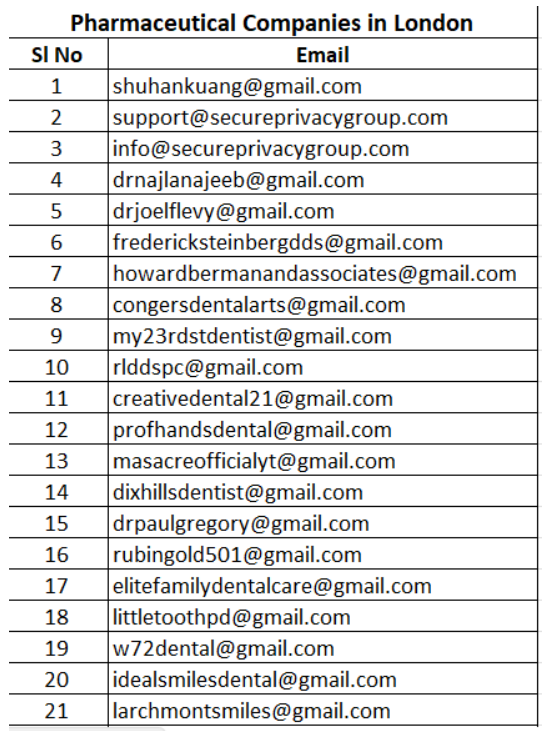 Pharmaceutical Companies in London
Sl No Email
1 shuhankuang@gmail.com
2 support@secureprivacygroup.com
3 info@secureprivacygroup.com
4 drnajlanajeeb@gmail.com
5 drjoelflevy@gmail.com
6 fredericksteinbergdds@gmail.com
7 howardbermanandassociates@gmail.com
8 congersdentalarts@gmail.com
9 my23rdstdentist@gmail.com
10 rlddspc@gmail.com
11 creativedental21@gmail.com
12 profhandsdental@gmail.com
13 masacreofficialyt@gmail.com
14 dixhillsdentist@gmail.com
15 drpaulgregory@gmail.com
16 rubingold501@gmail.com
17 elitefamilydentalcare@gmail.com
18 littletoothpd@gmail.com
19 w72dental@gmail.com
20 idealsmilesdental@gmail.com
21 larchmontsmiles@gmail.com